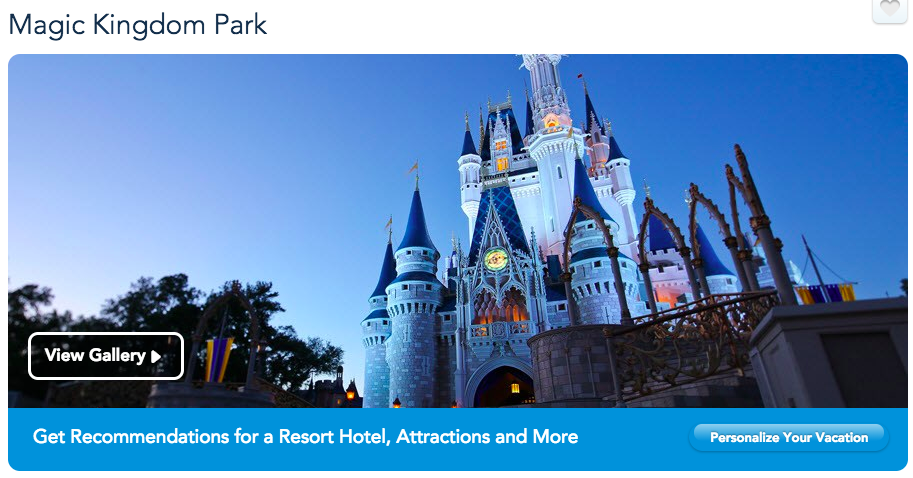 Magic Kingdom Park
View Gallery
Get Recommendations for a Resort Hotel, Attractions and More
Personalize Your Vacation